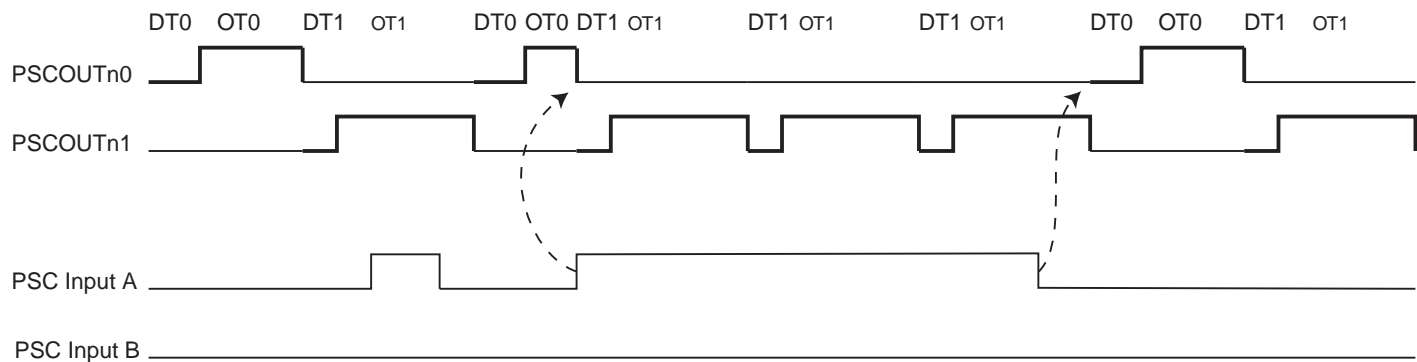 DT0 OT0 DT1 OT1 DT0 OT0 DT1 OT1 DT1 OT1 DT1 OT1 DT0 OT0 DT1 OT1
PSCOUTn0
PSCOUTn1
PSC Input A
PSC Input B